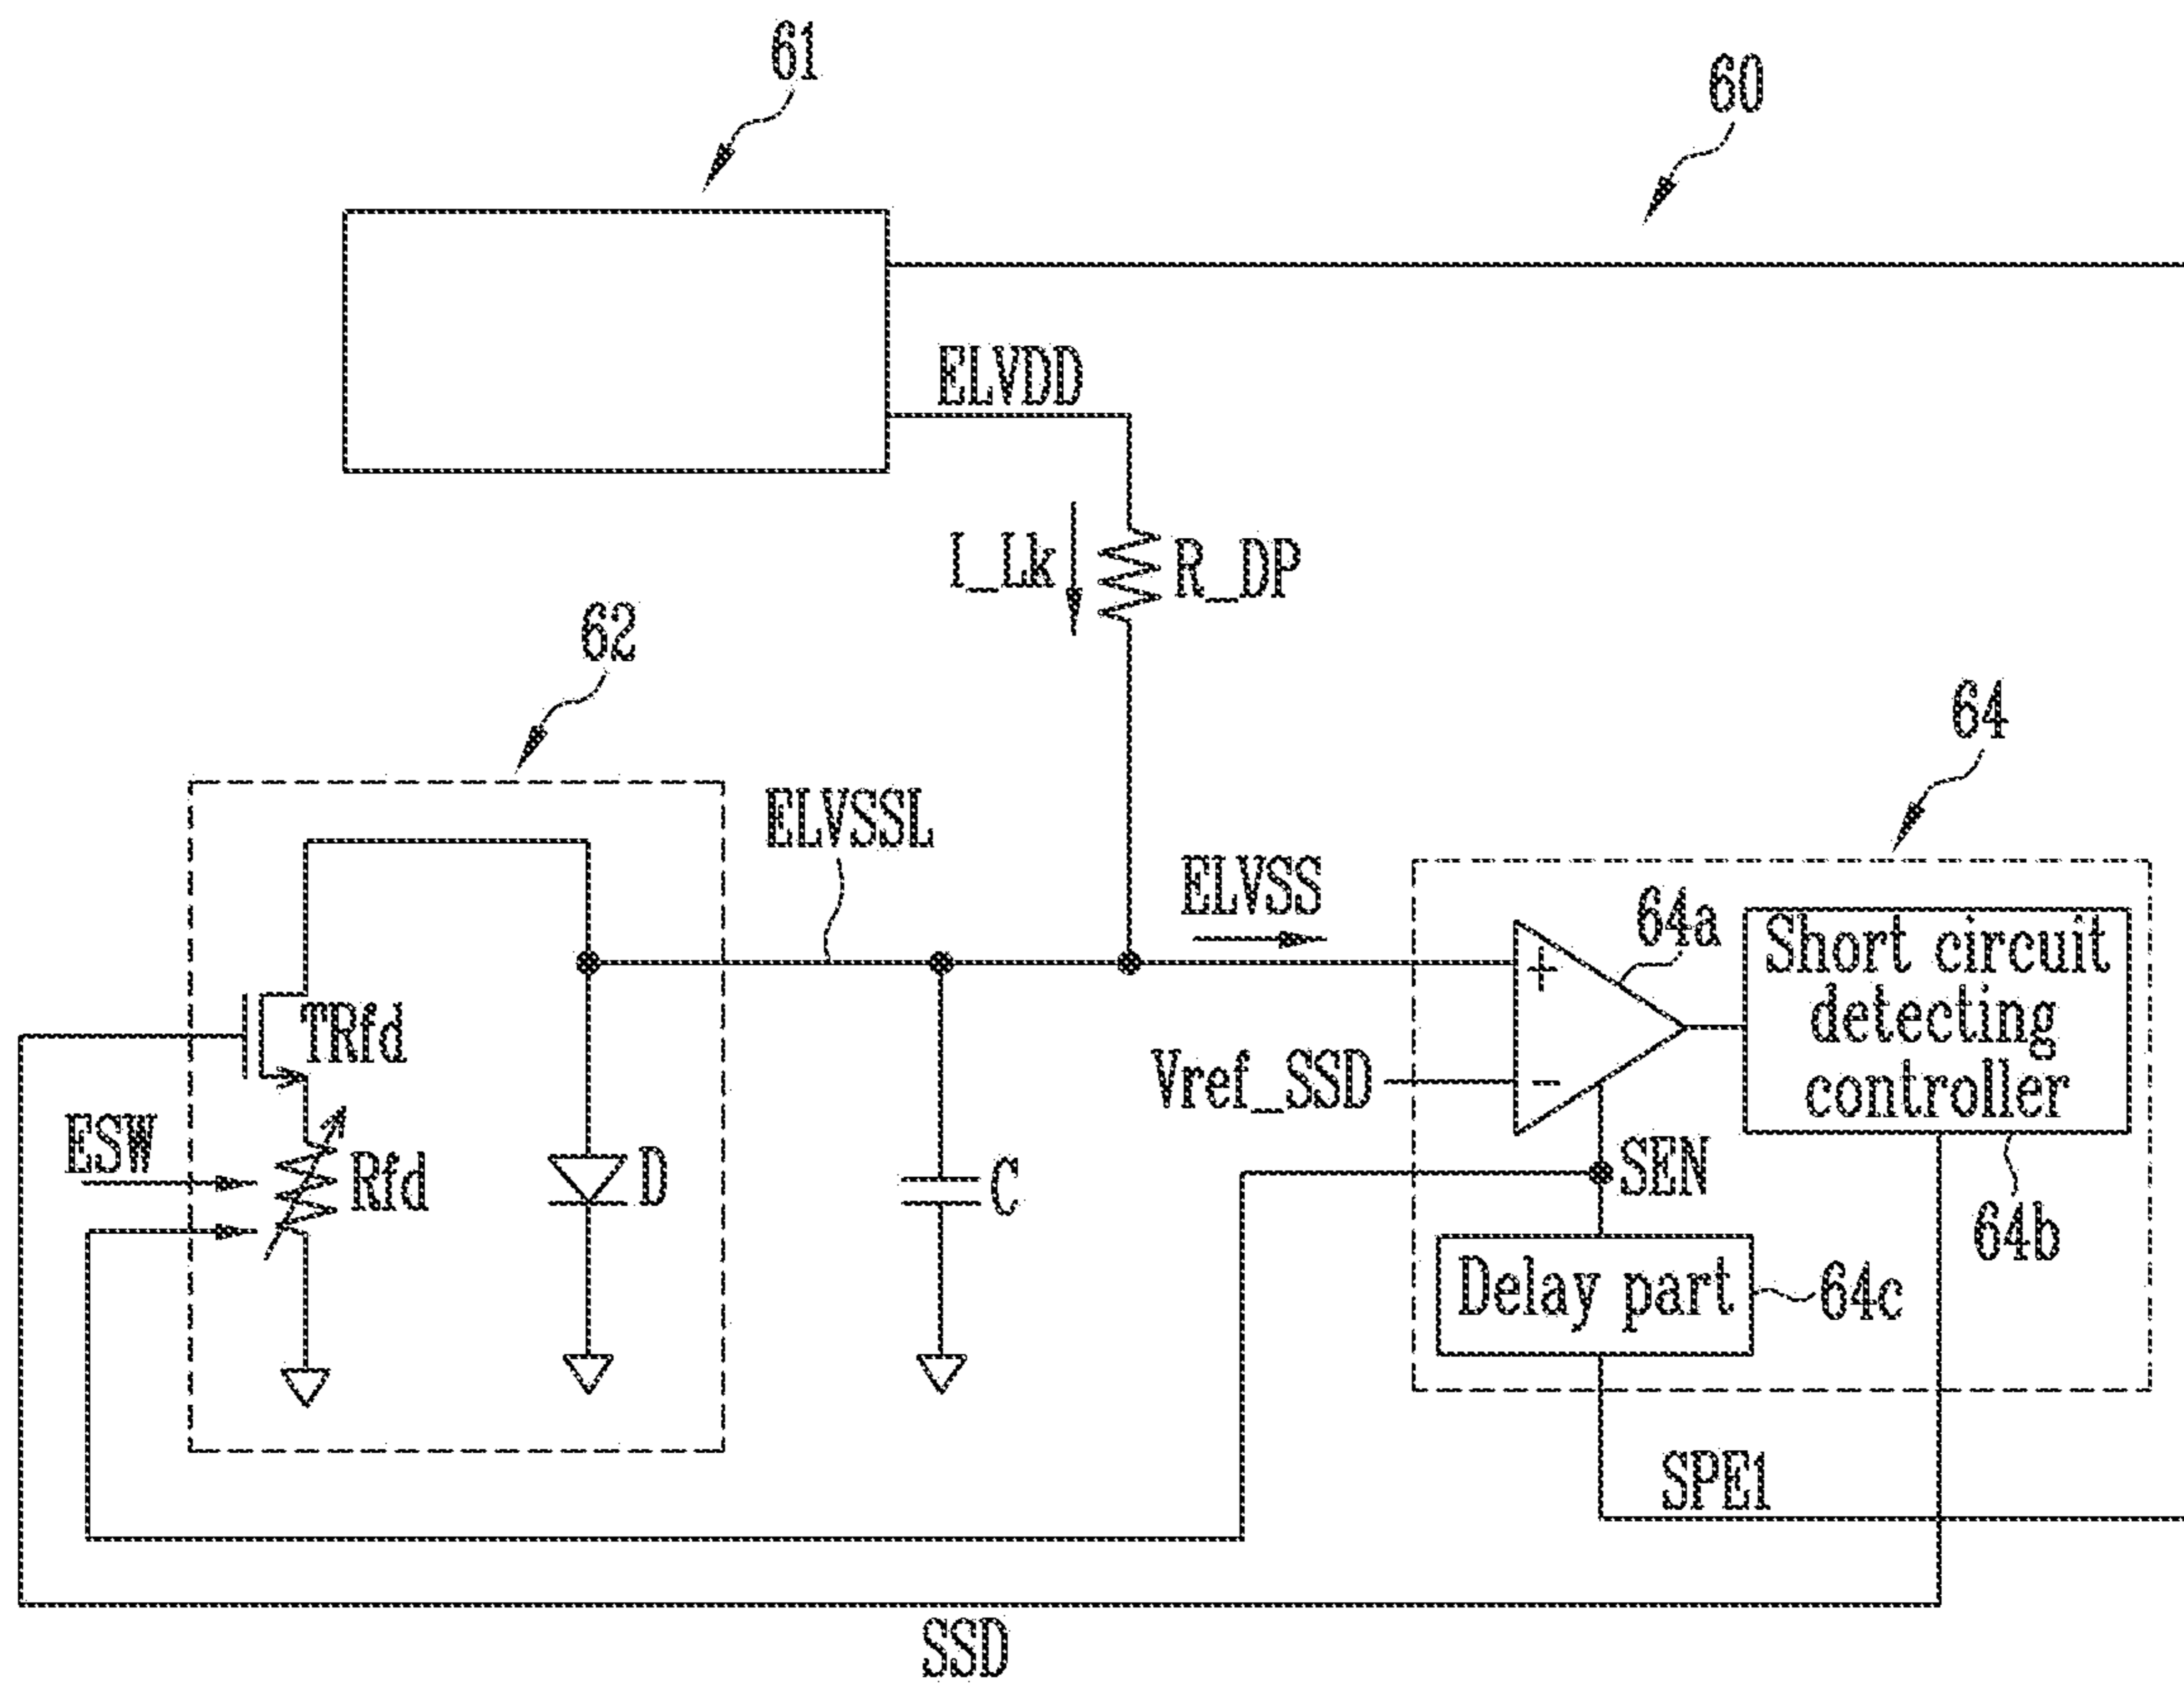 61
60
ELVDD
I_Lk
R_DP
62
64
ELVSSL
ELVSS
64a
Short circuit
detecting
controller
TRfd
Vref_SSD
+
−
ESW
Rfd
D
C
SEN
64b
Delay part
64c
SPE1
SSD